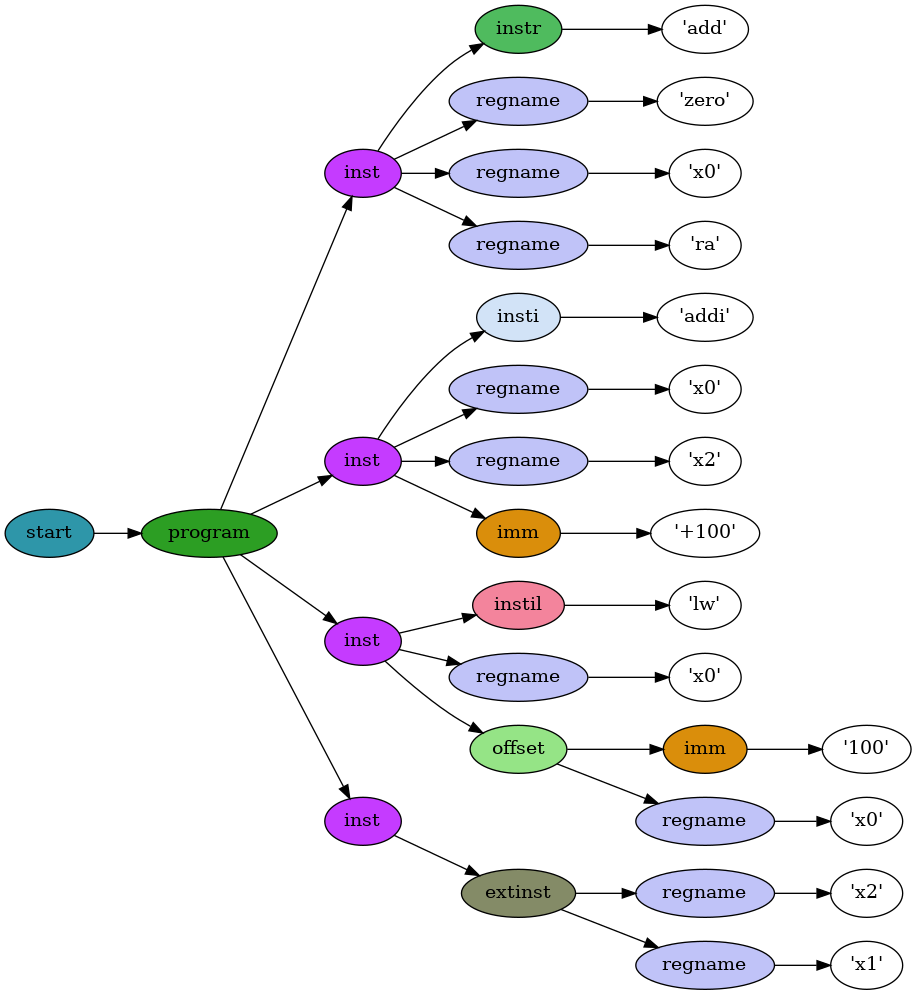 instr 'add'
regname 'zero'
inst regname 'x0'
regname 'ra'
insti 'addi'
regname 'x0'
inst regname 'x2'
start program imm '+100'
instil 'lw'
inst
regname 'x0'
offset imm '100'
inst regname 'x0'
extinst regname 'x2'
regname 'x1'